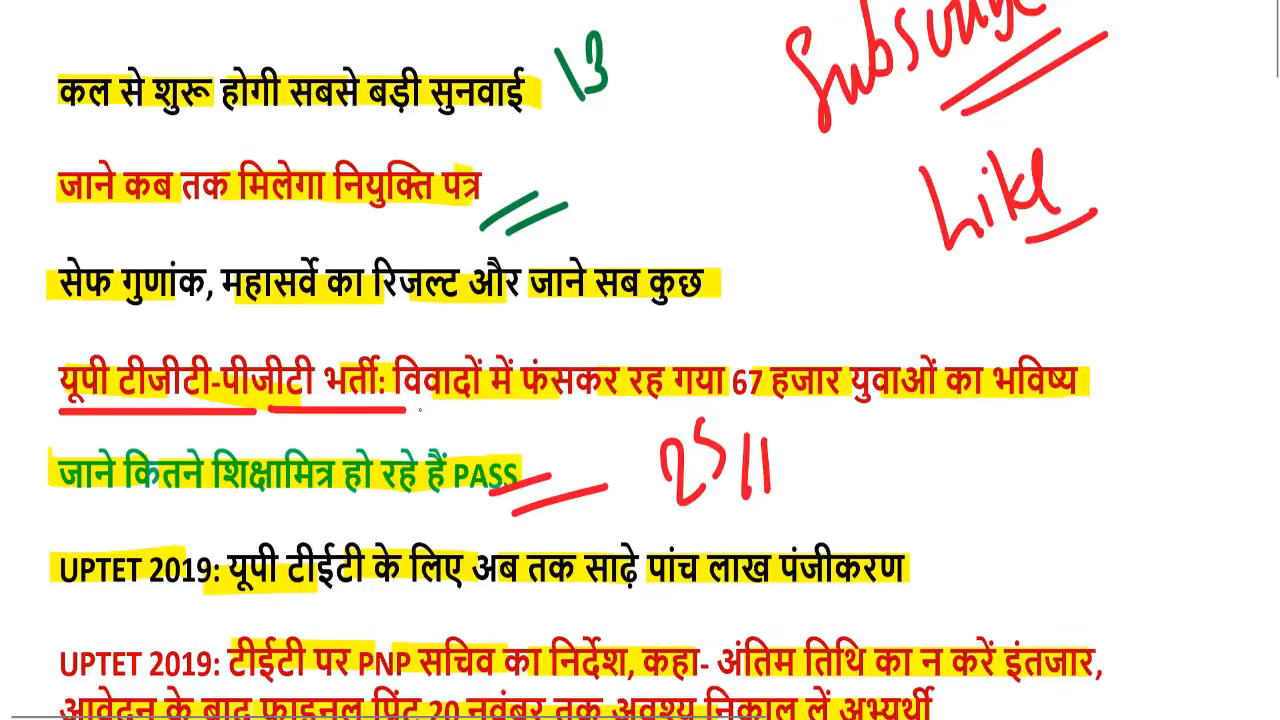 Subscribe
कल से शुरू होगी सबसे बड़ी सुनवाई 13
Like
जाने कब तक मिलेगा नियुक्ति पत्र
सेफ गुणांक, महासर्वे का रिजल्ट और जाने सब कुछ
यूपी टीजीटी-पीजीटी भर्ती: विवादों में फंसकर रह गया 67 हजार युवाओं का भविष्य
जाने कितने शिक्षामित्र हो रहे हैं PASS
UPTET 2019: यूपी टीईटी के लिए अब तक साढ़े पांच लाख पंजीकरण
UPTET 2019: टीईटी पर PNP सचिव का निर्देश, कहा- अंतिम तिथि का न करें इंतजार,
आवेदन के बाद फाइनल प्रिंट 20 नवंबर तक अवश्य निकाल लें अभ्यर्थी